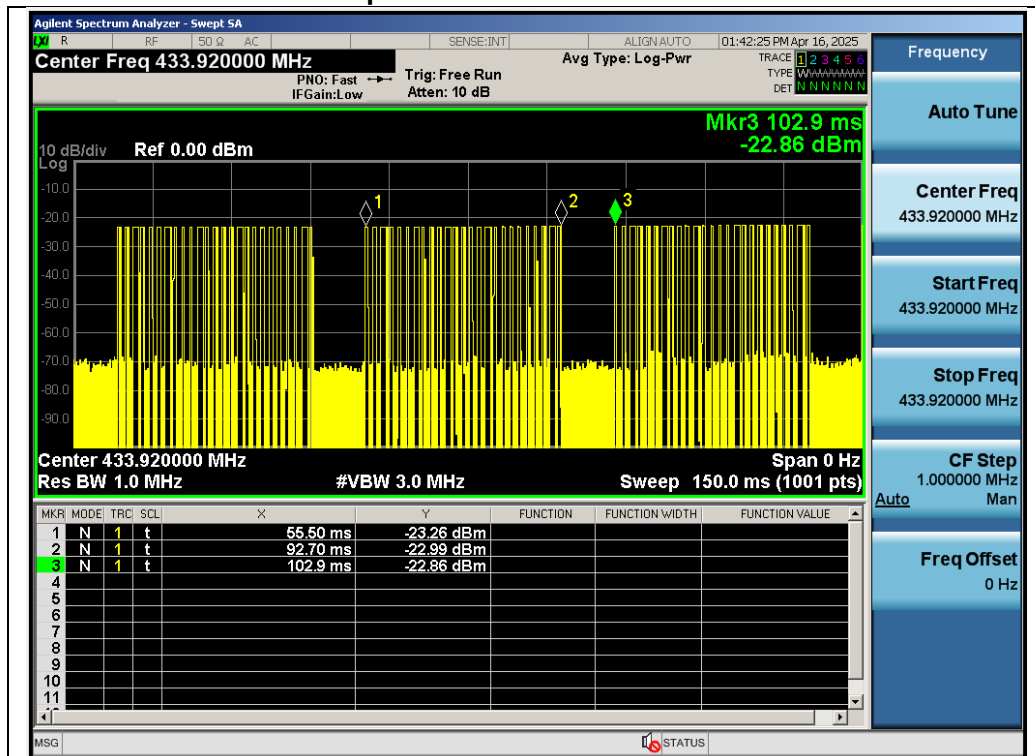 Agilent Spectrum Analyzer - Swept SA
LXI R RF 50 Ω AC SENSE:INT ALIGN AUTO 01:42:25 PM Apr 16, 2025
Center Freq 433.920000 MHz
PNO: Fast Trig: Free Run
IFGain:Low Atten: 10 dB
Avg Type: Log-Pwr
TRACE 1 2 3 4 5 6
TYPE WWWWWW
DET N N N N N N
Mkr3 102.9 ms
-22.86 dBm
10 dB/div Ref 0.00 dBm
Log
-10.0
-20.0
-30.0
-40.0
-50.0
-60.0
-70.0
-80.0
-90.0
1 2 3
Center 433.920000 MHz Span 0 Hz
Res BW 1.0 MHz #VBW 3.0 MHz Sweep 150.0 ms (1001 pts)
MKR MODE TRC SCL X Y FUNCTION FUNCTION WIDTH FUNCTION VALUE
1 N 1 t 55.50 ms -23.26 dBm
2 N 1 t 92.70 ms -22.99 dBm
3 N 1 t 102.9 ms -22.86 dBm
4
5
6
7
8
9
10
11
MSG STATUS
Frequency
Auto Tune
Center Freq
433.920000 MHz
Start Freq
433.920000 MHz
Stop Freq
433.920000 MHz
CF Step
1.000000 MHz
Auto Man
Freq Offset
0 Hz